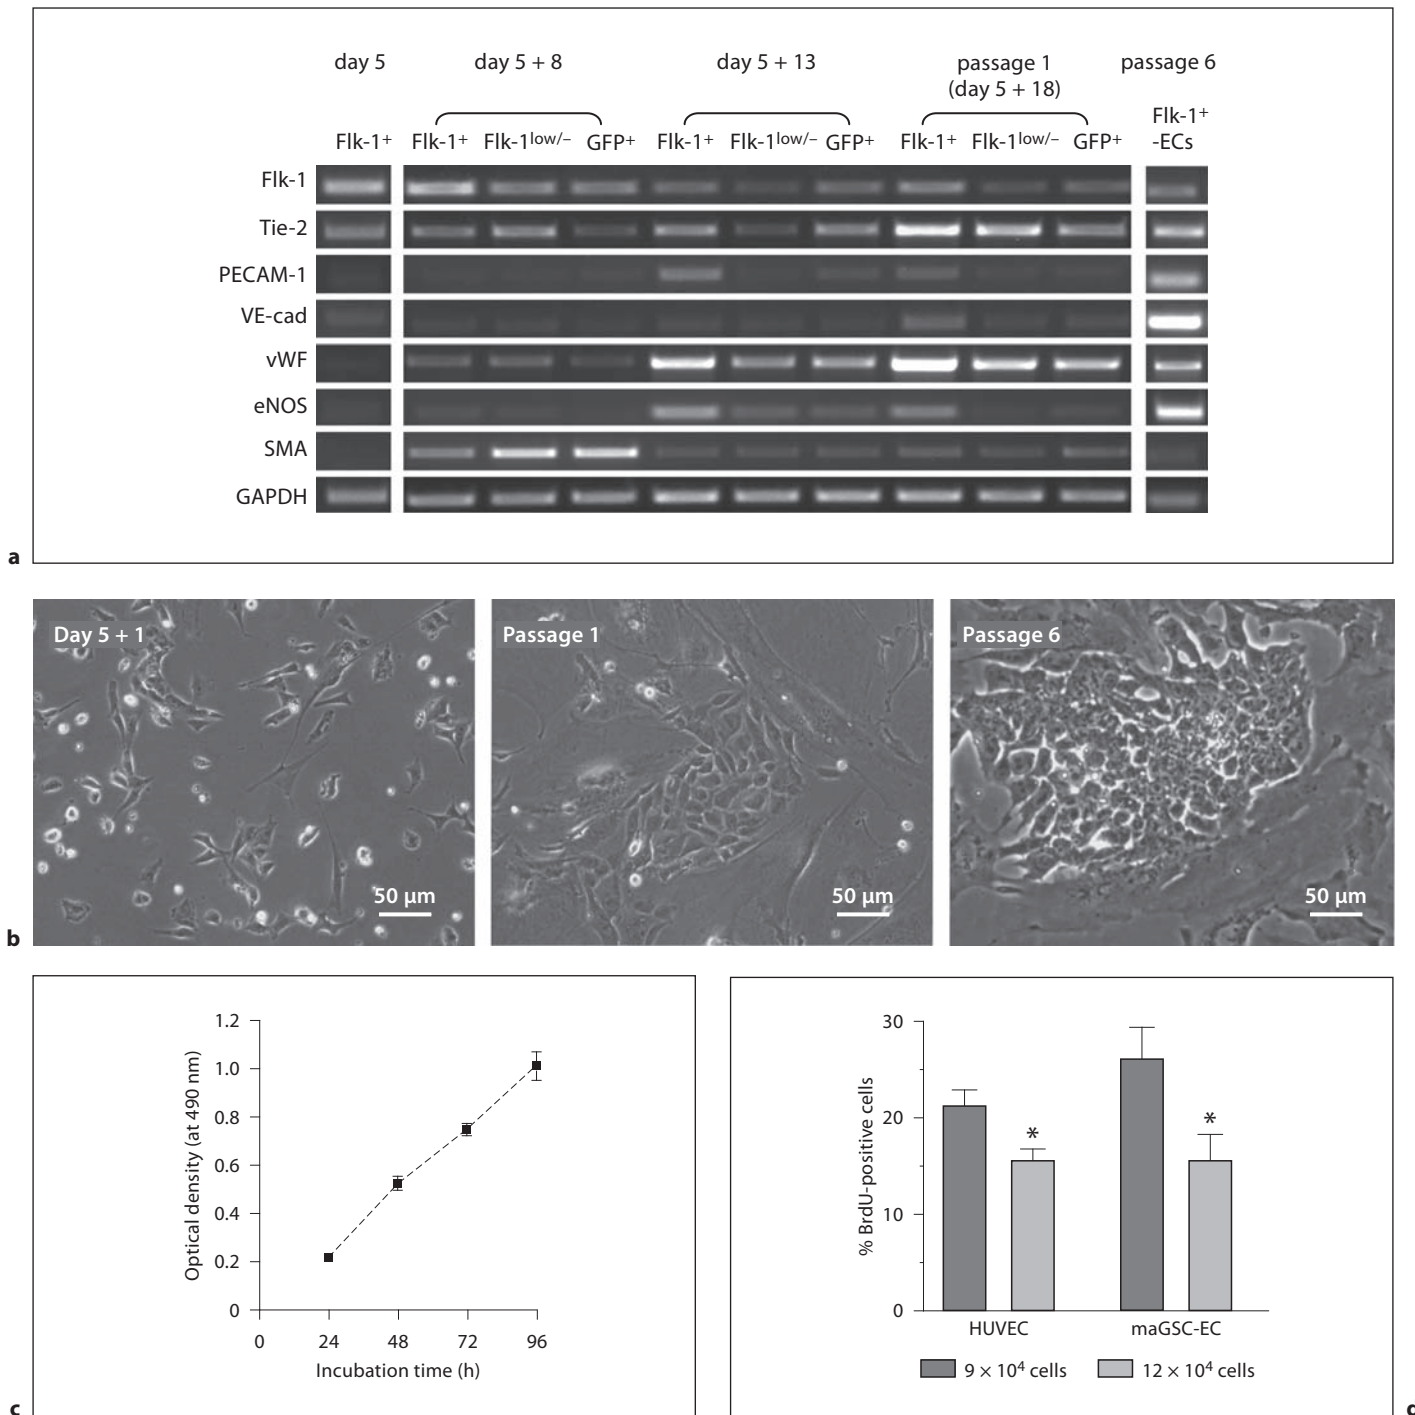 day 5 day 5 + 8 day 5 + 13 passage 1 passage 6
(day 5 + 18)
Flk-1+
-ECs
Flk-1+ Flk-1low/– GFP+ Flk-1+ Flk-1low/– GFP+ Flk-1+ Flk-1low/– GFP+
Flk-1+
Flk-1
Tie-2
PECAM-1
VE-cad
vWF
eNOS
SMA
GAPDH
a
Day 5 + 1
50 µm
Passage 1
50 µm
Passage 6
50 µm
b
1.2
1.0
0.8
0.6
0.4
0.2
0
Optical density (at 490 nm)
0 24 48 72 96
Incubation time (h)
c
30
20
10
0
% BrdU-positive cells
*
*
HUVEC maGSC-EC
9 × 10⁴ cells 12 × 10⁴ cells